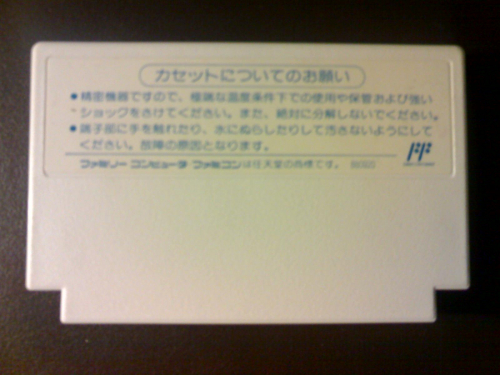 カセットについてのお願い
●精密機器ですので、極端な温度条件下での使用や保管および強い
ショックをさけてください。また、絶対に分解しないでください。
●端子部に手を触れたり、水にぬらしたりして汚さないようにして
ください。故障の原因となります。
ファミリー コンピュータ ファミコンは任天堂の商標です。